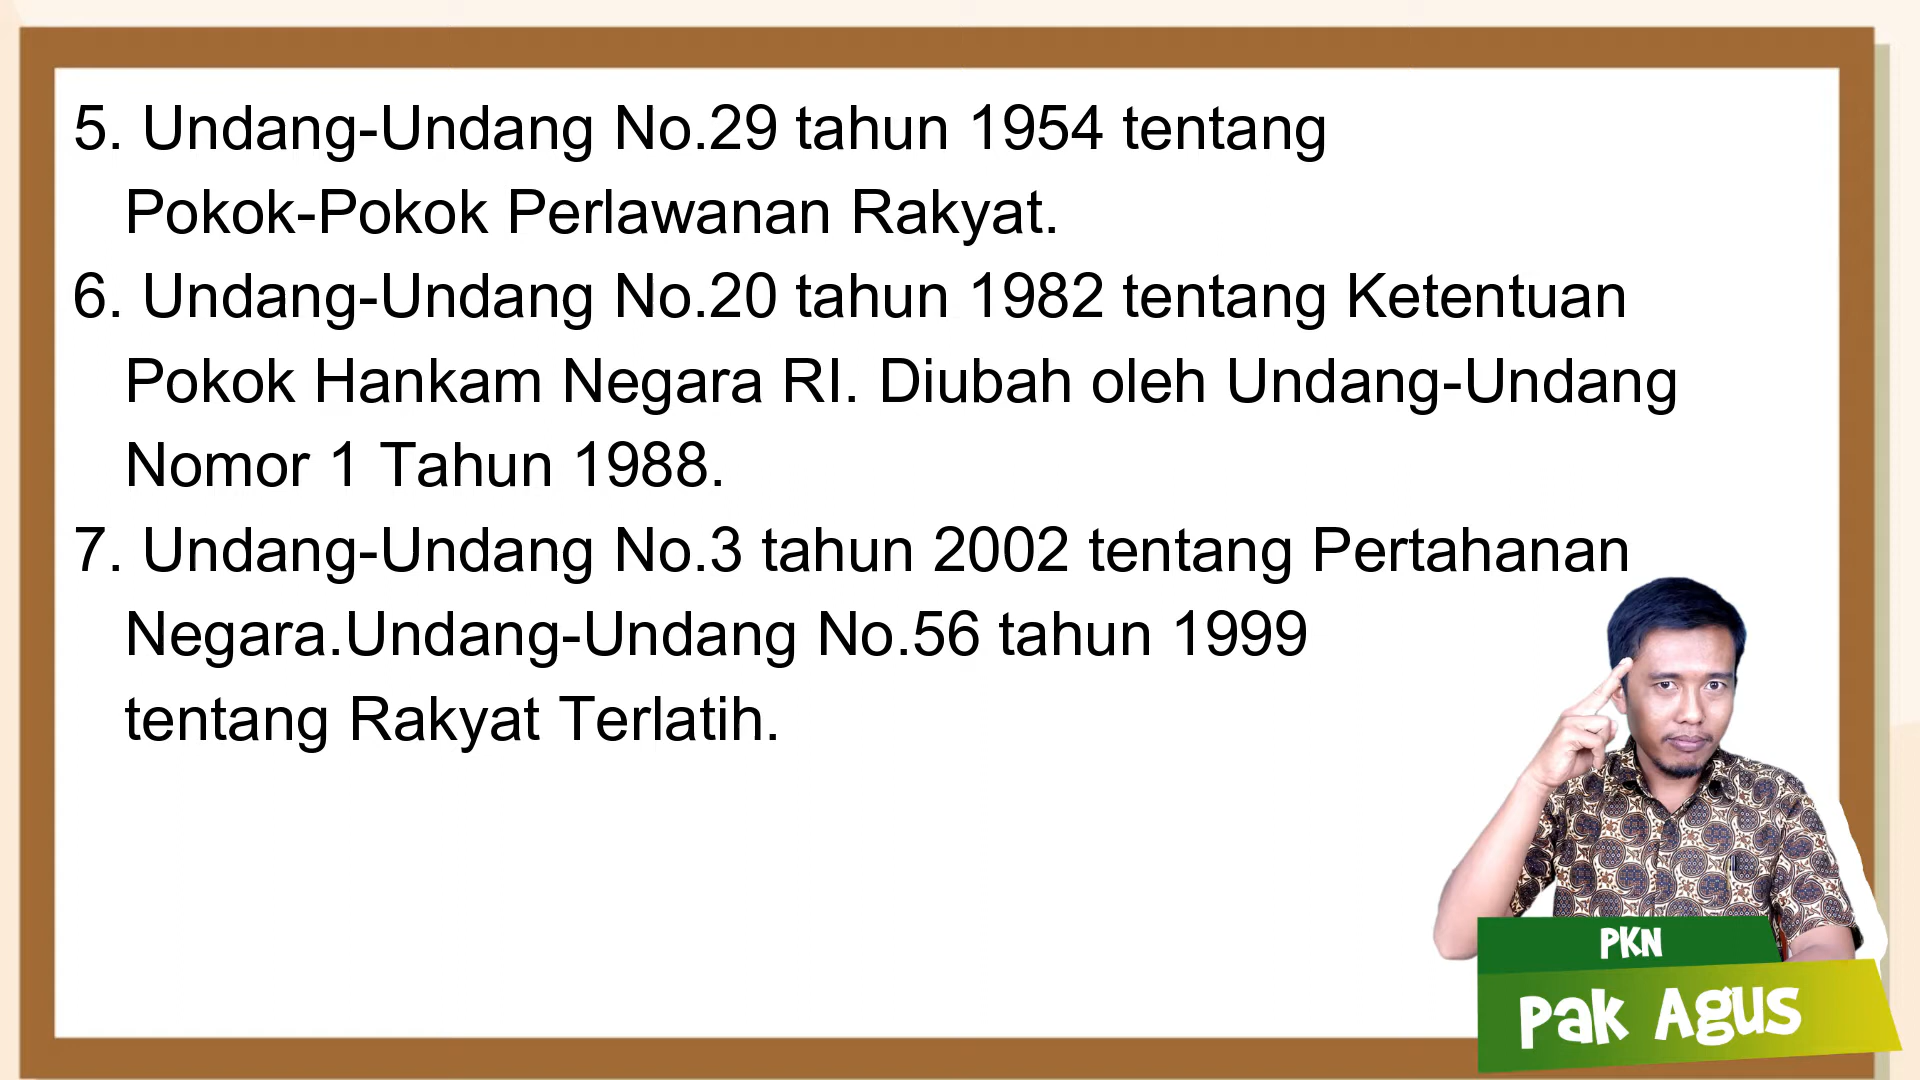 5. Undang-Undang No.29 tahun 1954 tentang
Pokok-Pokok Perlawanan Rakyat.
6. Undang-Undang No.20 tahun 1982 tentang Ketentuan
Pokok Hankam Negara RI. Diubah oleh Undang-Undang
Nomor 1 Tahun 1988.
7. Undang-Undang No.3 tahun 2002 tentang Pertahanan
Negara.Undang-Undang No.56 tahun 1999
tentang Rakyat Terlatih.
PKN
Pak Agus